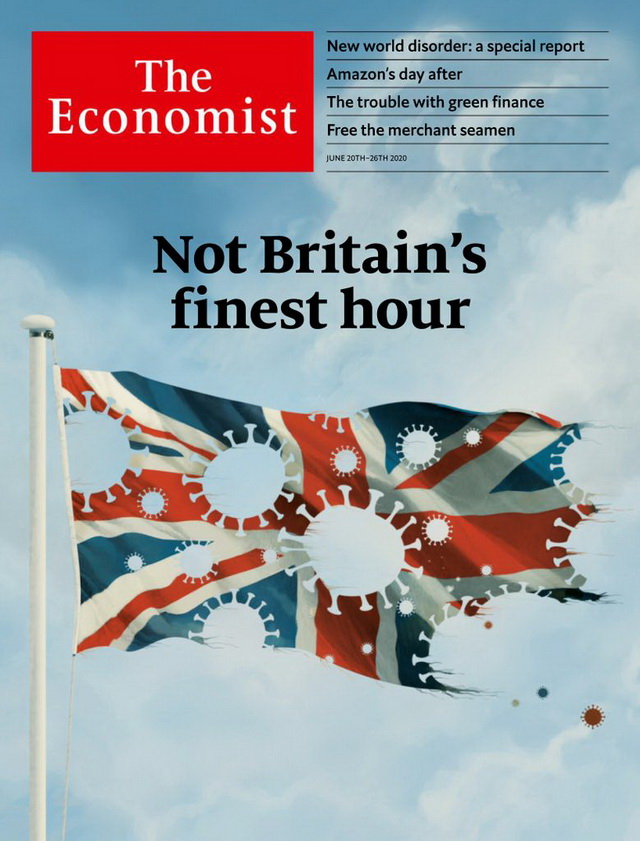 The
Economist
New world disorder: a special report
Amazon's day after
The trouble with green finance
Free the merchant seamen
JUNE 20TH–26TH 2020
Not Britain's
finest hour